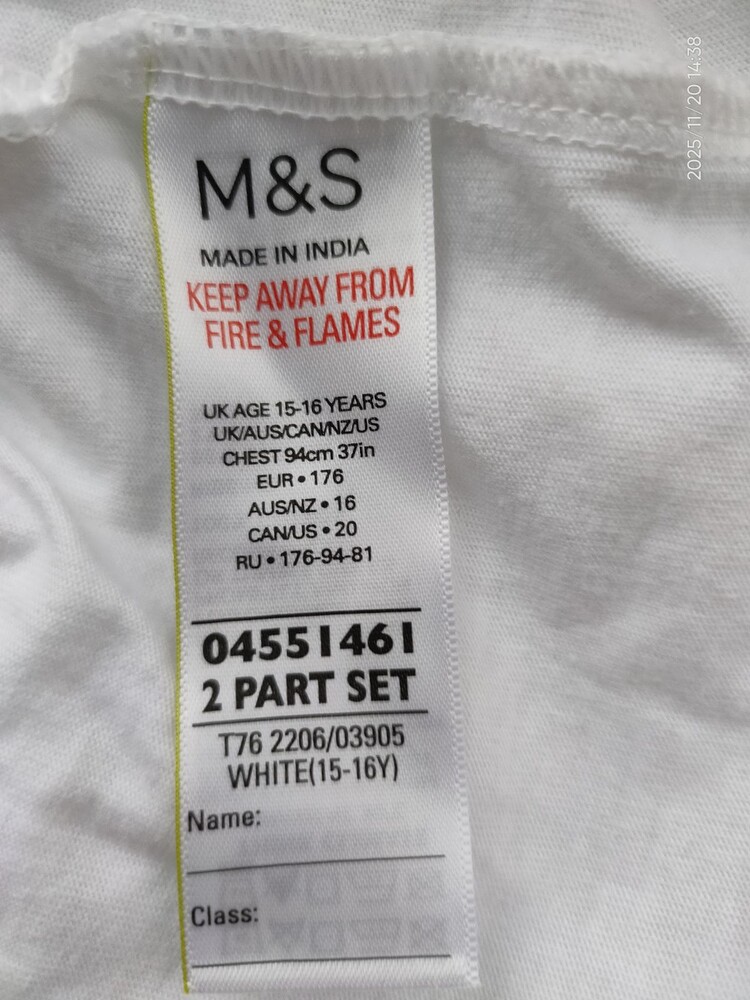 M&S
MADE IN INDIA
KEEP AWAY FROM
FIRE & FLAMES
UK AGE 15-16 YEARS
UK/AUS/CAN/NZ/US
CHEST 94cm 37in
EUR • 176
AUS/NZ • 16
CAN/US • 20
RU • 176-94-81
04551461
2 PART SET
T76 2206/03905
WHITE(15-16Y)
Name:
Class:
2025/11/20 14:38